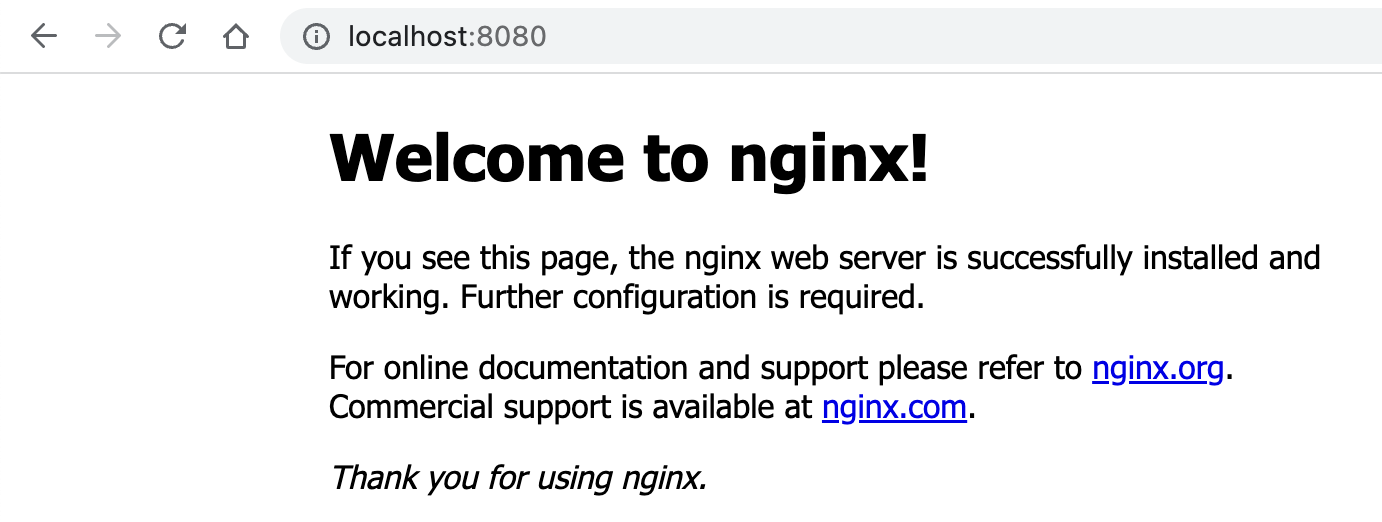 localhost:8080
Welcome to nginx!
If you see this page, the nginx web server is successfully installed and
working. Further configuration is required.
For online documentation and support please refer to nginx.org.
Commercial support is available at nginx.com.
Thank you for using nginx.